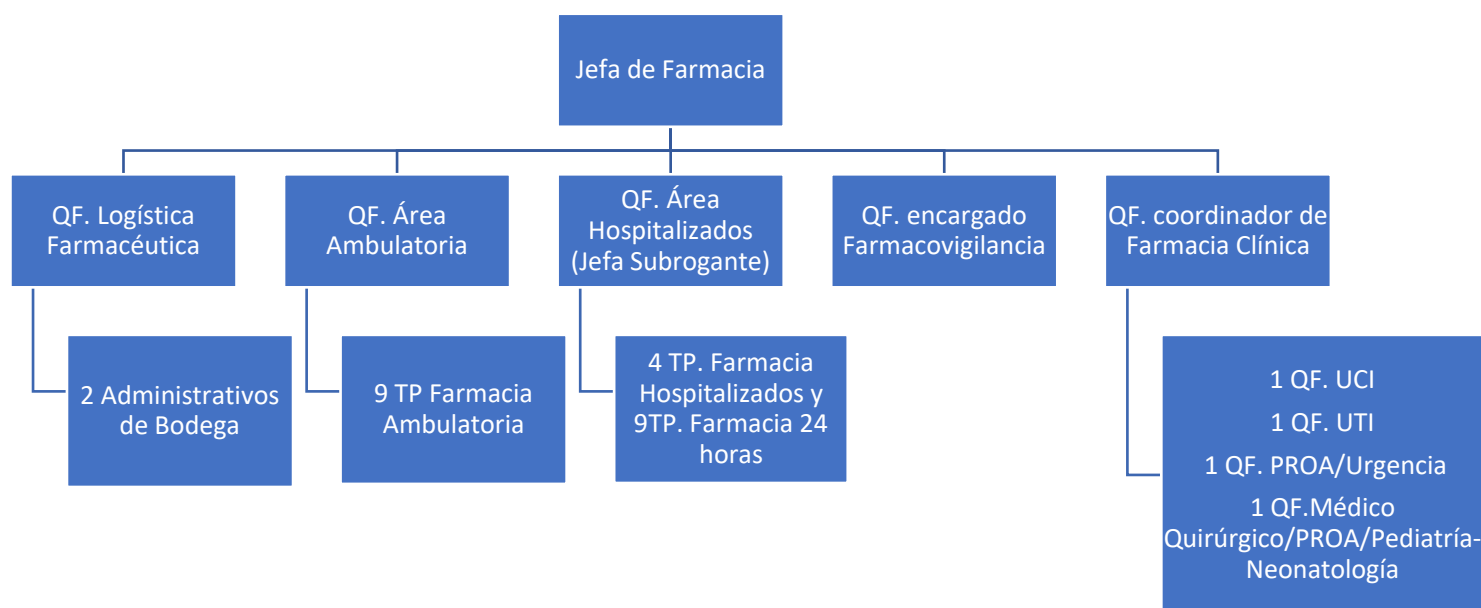 Jefa de Farmacia
QF. Logística
Farmacéutica
QF. Área
Ambulatoria
QF. Área
Hospitalizados
(Jefa Subrogante)
QF. encargado
Farmacovigilancia
QF. coordinador de
Farmacia Clínica
2 Administrativos
de Bodega
9 TP Farmacia
Ambulatoria
4 TP. Farmacia
Hospitalizados y
9TP. Farmacia 24
horas
1 QF. UCI
1 QF. UTI
1 QF. PROA/Urgencia
1 QF.Médico
Quirúrgico/PROA/Pediatría-
Neonatología